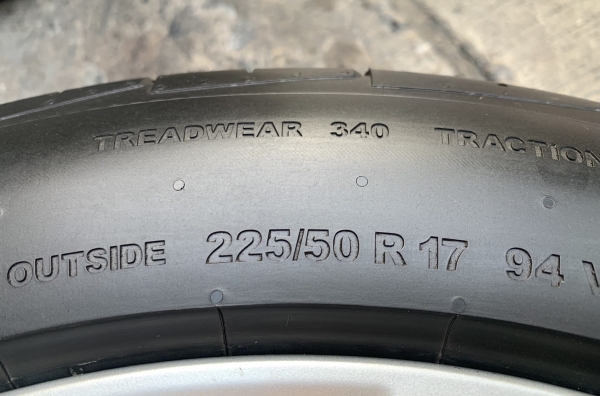 TREADWEAR 340 TRACTION
OUTSIDE 225/50 R 17 94